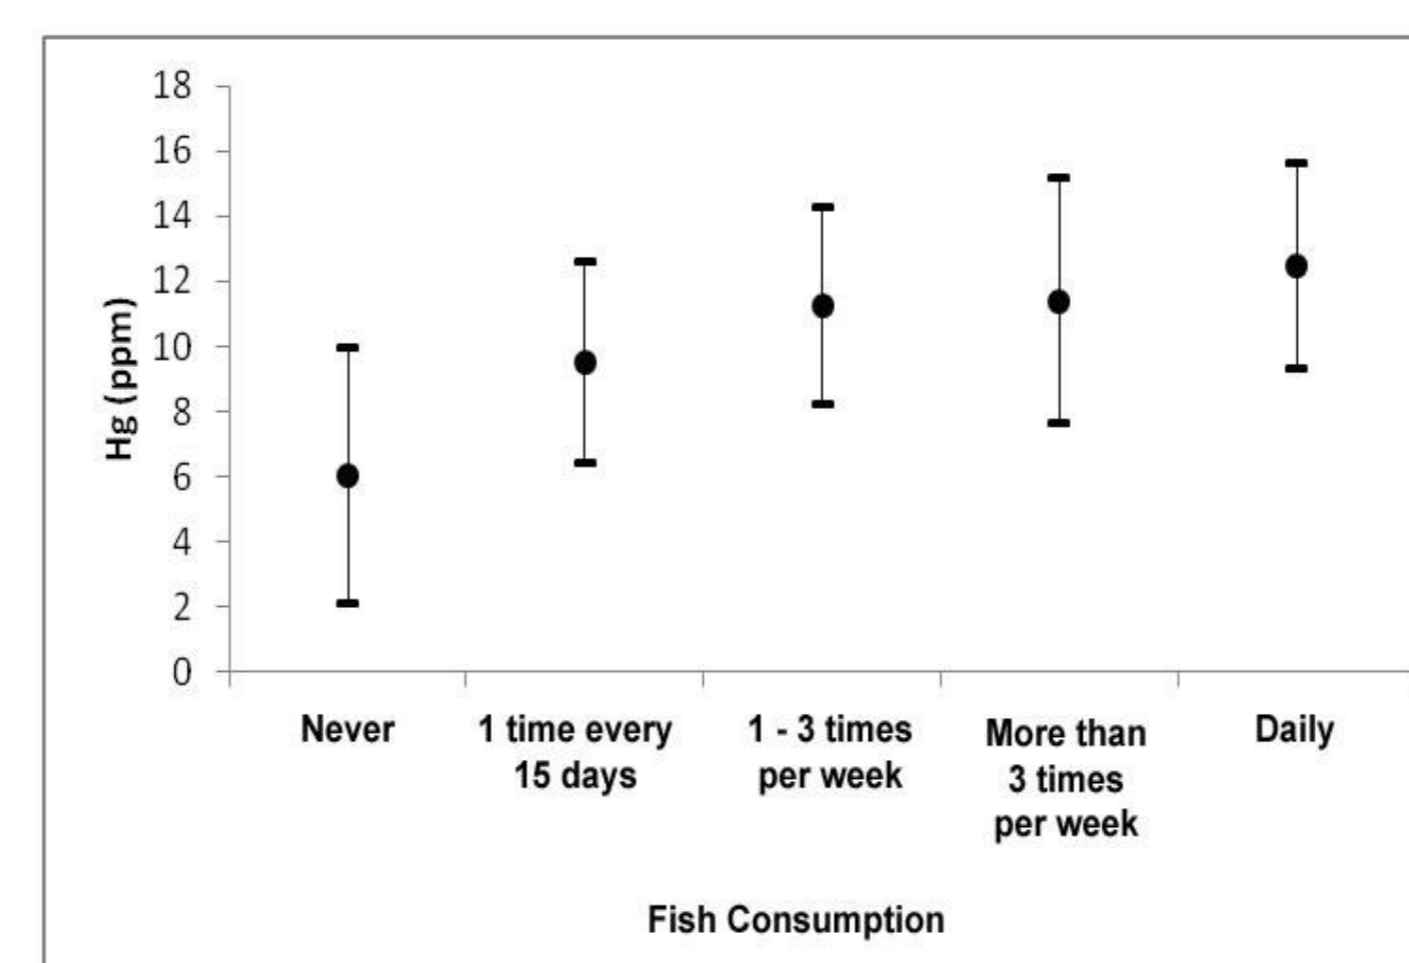 18
16
14
12
10
8
6
4
2
0
Hg (ppm)
Never
1 time every
15 days
1 - 3 times
per week
More than
3 times
per week
Daily
Fish Consumption